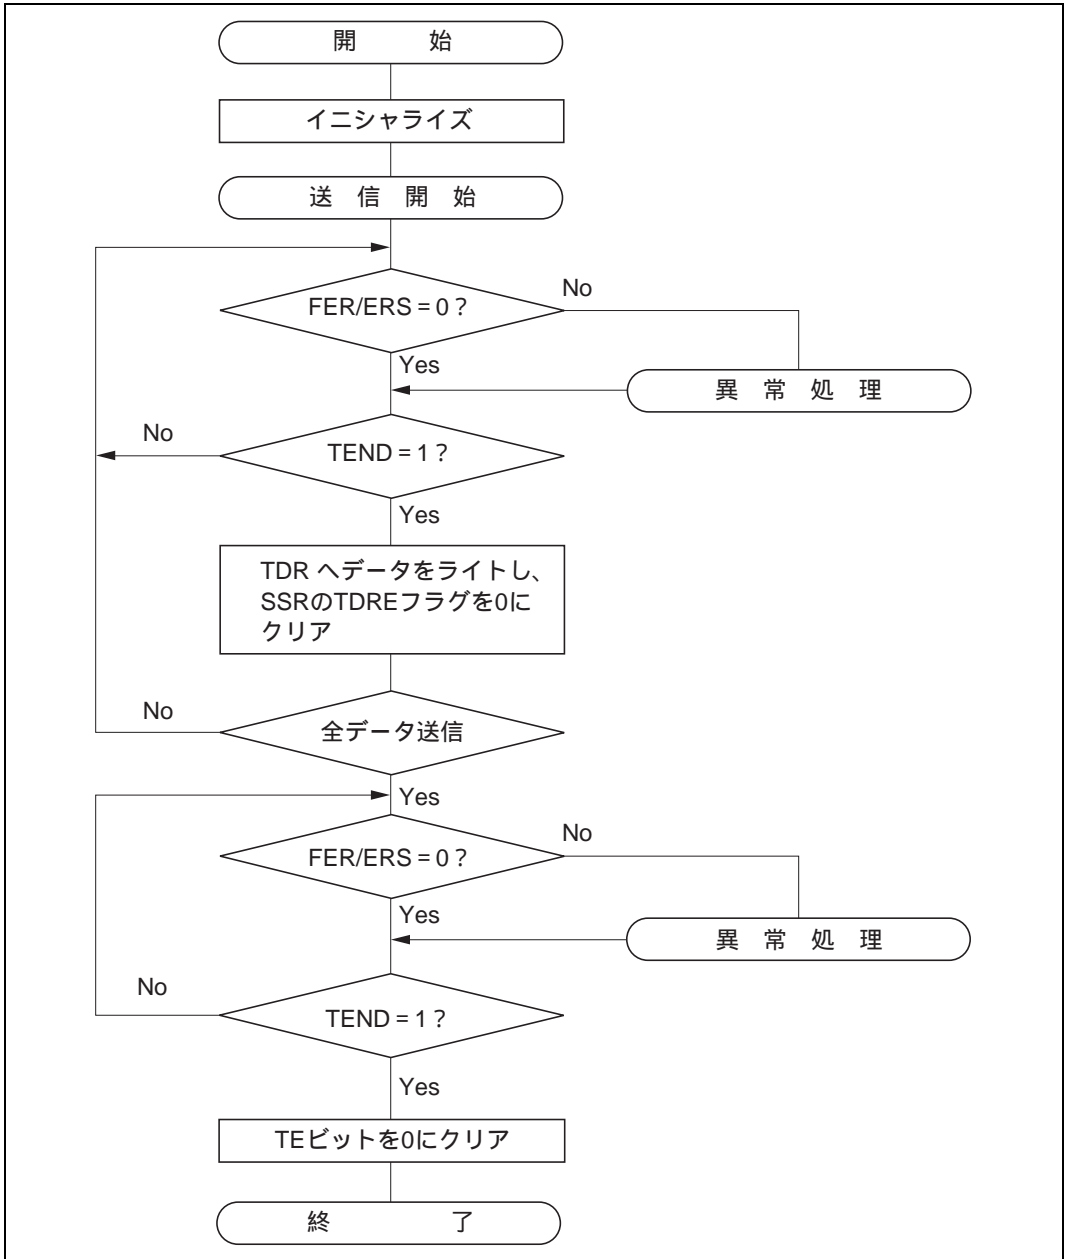 開 始
イニシャライズ
送 信 開 始
FER/ERS = 0 ?
No
Yes
異 常 処 理
No
TEND = 1 ?
Yes
TDR へデータをライトし、
SSRのTDREフラグを0に
クリア
No
全データ送信
Yes
FER/ERS = 0 ?
No
Yes
異 常 処 理
No
TEND = 1 ?
Yes
TEビットを0にクリア
終 了